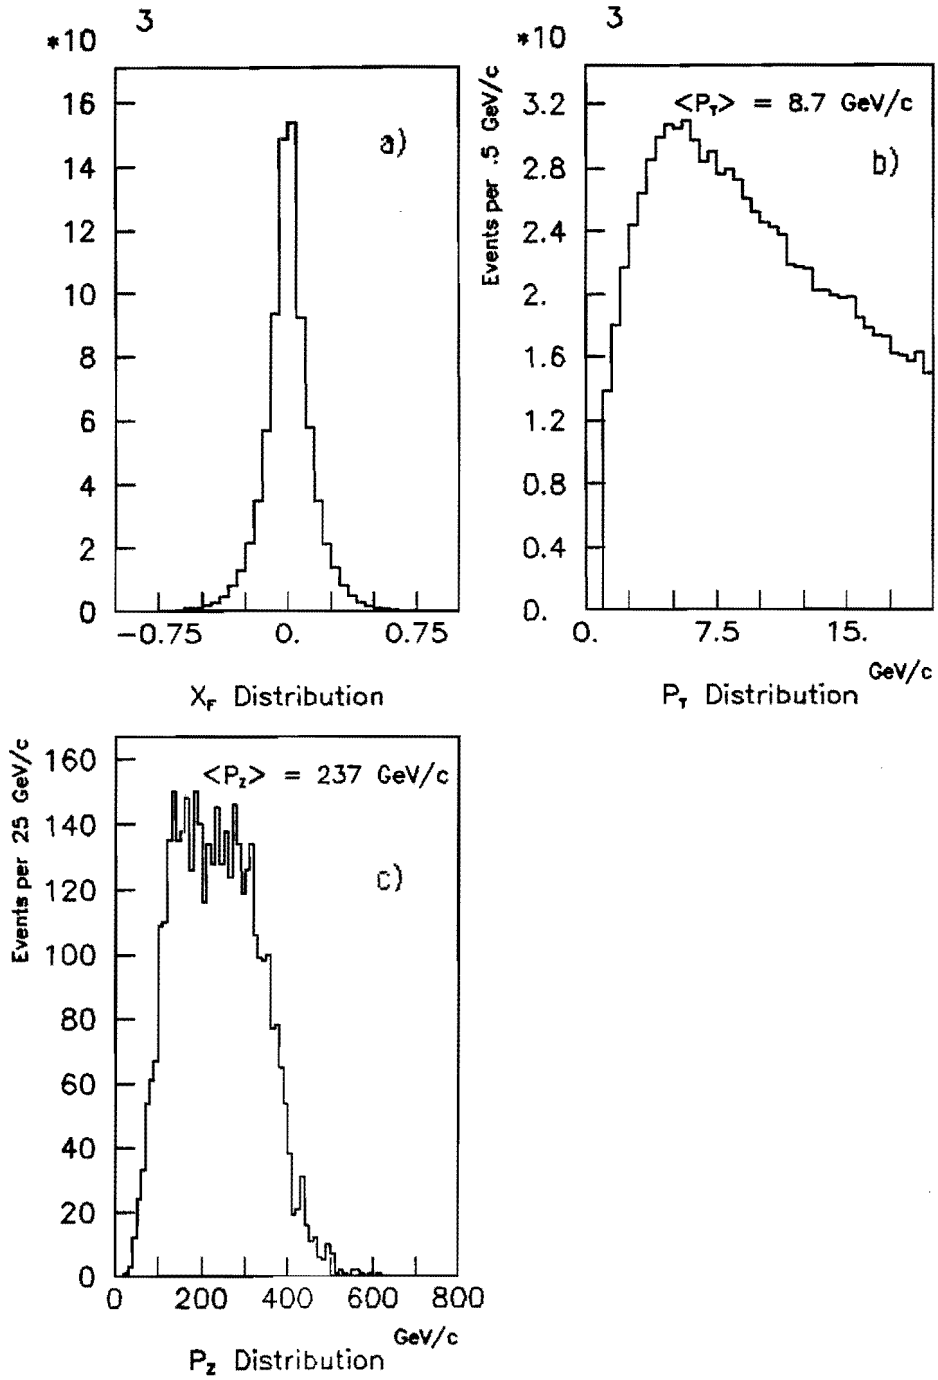 *10 3
16
14
12
10
8
6
4
2
0
a)
-0.75 0. 0.75
X_F Distribution
*10 3
Events per .5 GeV/c
3.2
2.8
2.4
2.
1.6
1.2
0.8
0.4
0.
<P_T> = 8.7 GeV/c
b)
0. 7.5 15.
GeV/c
P_T Distribution
Events per 25 GeV/c
160
140
120
100
80
60
40
20
0
<P_Z> = 237 GeV/c
c)
0 200 400 600 800
GeV/c
P_Z Distribution